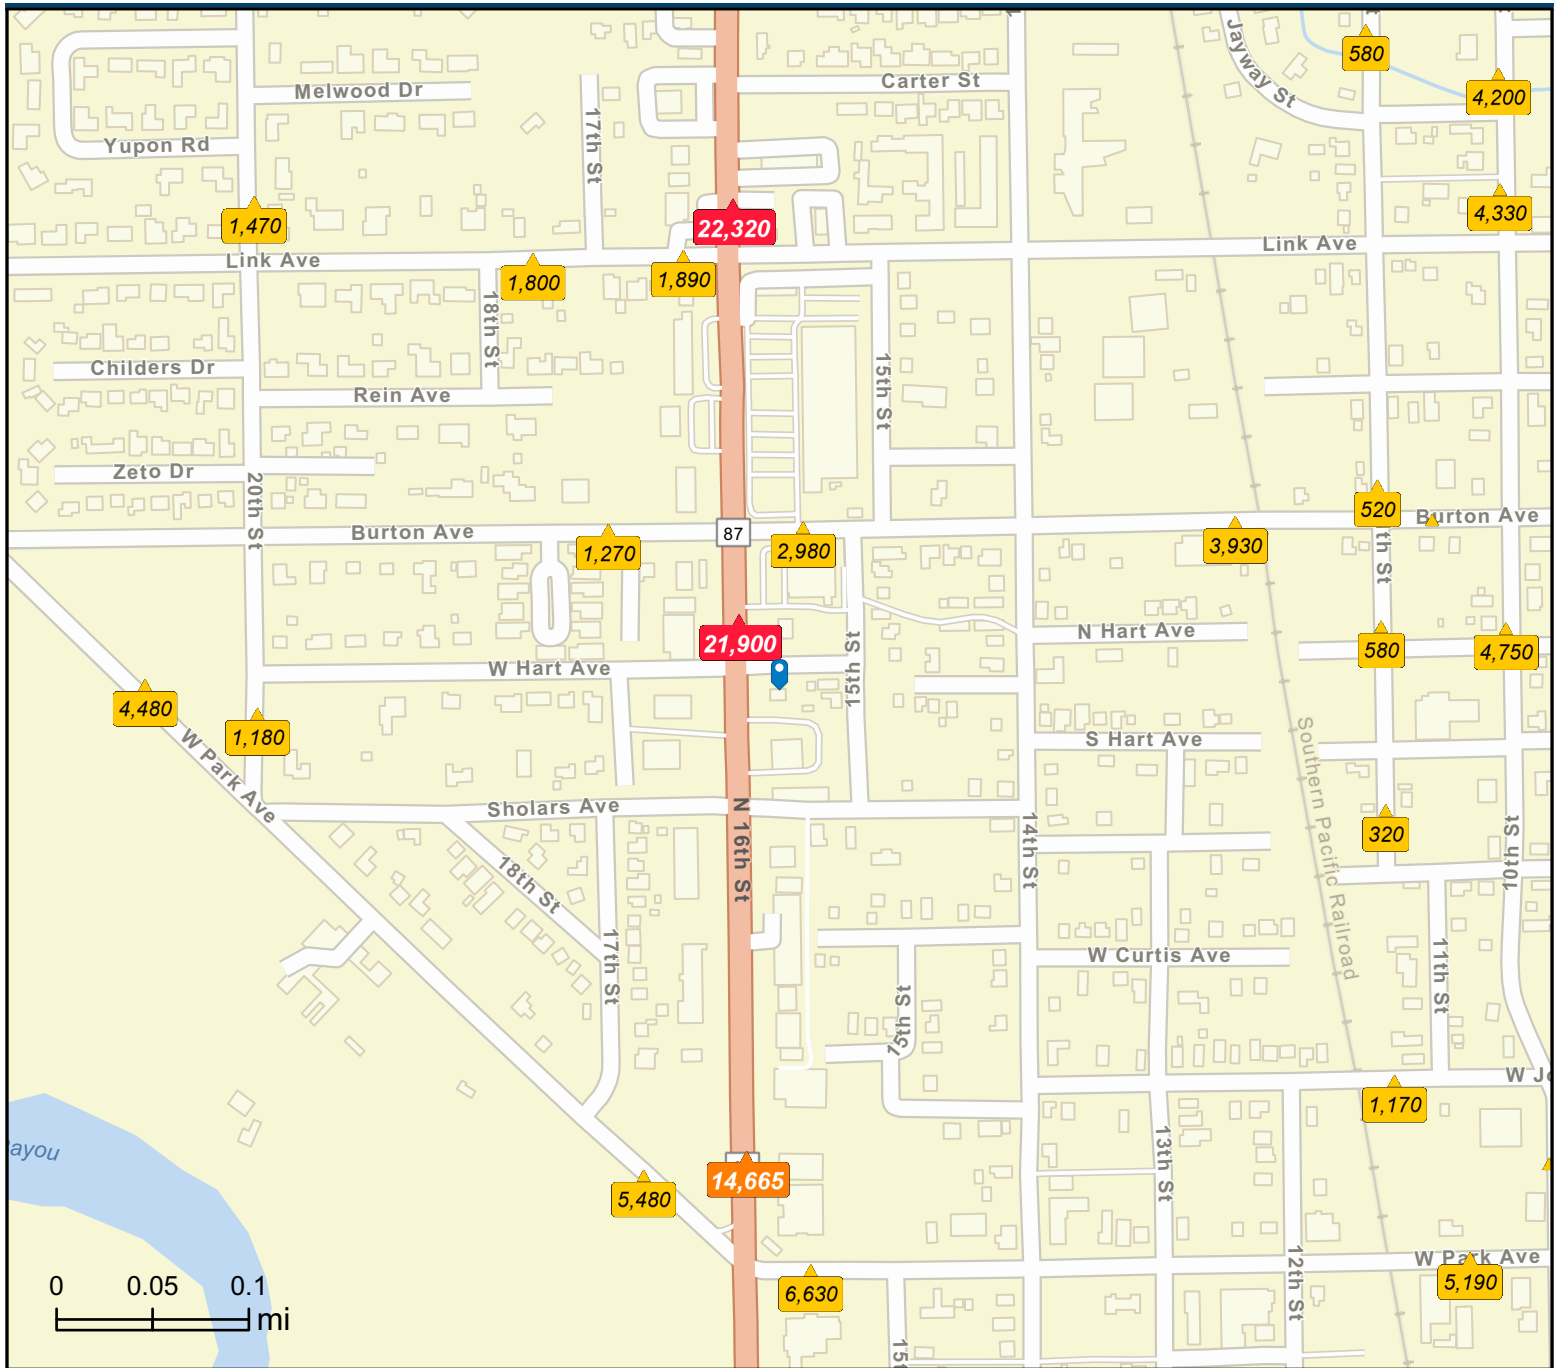 Carter St
Jayway St
580
4,200
Melwood Dr
17th St
Yupon Rd
1,470
22,320
4,330
Link Ave
Link Ave
1,800
1,890
18th St
Childers Dr
15th St
Rein Ave
Zeto Dr
20th St
520
Burton Ave
Burton Ave
87
1,270
2,980
3,930
th St
N Hart Ave
21,900
580
4,750
W Hart Ave
15th St
4,480
1,180
W Park Ave
S Hart Ave
Southern Pacific Railroad
Sholars Ave
N 16th St
14th St
320
10th St
18th St
17th St
W Curtis Ave
11th St
15th St
W Jo
1,170
ayou
13th St
14,665
5,480
W Park Ave
12th St
5,190
6,630
0 0.05 0.1
mi
15t